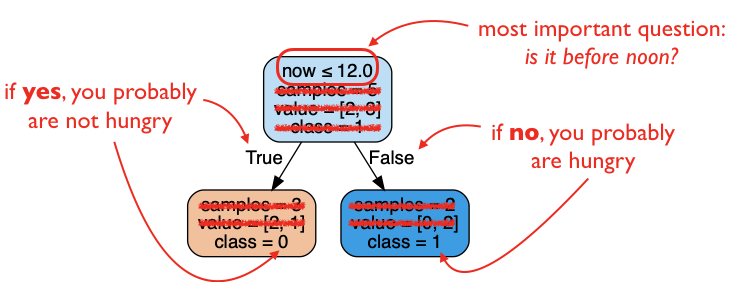 most important question:
is it before noon?
now ≤ 12.0
samples = 5
value = [2, 3]
class = 1
if yes, you probably
are not hungry
if no, you probably
are hungry
True
False
samples = 3
value = [2, 1]
class = 0
samples = 2
value = [0, 2]
class = 1